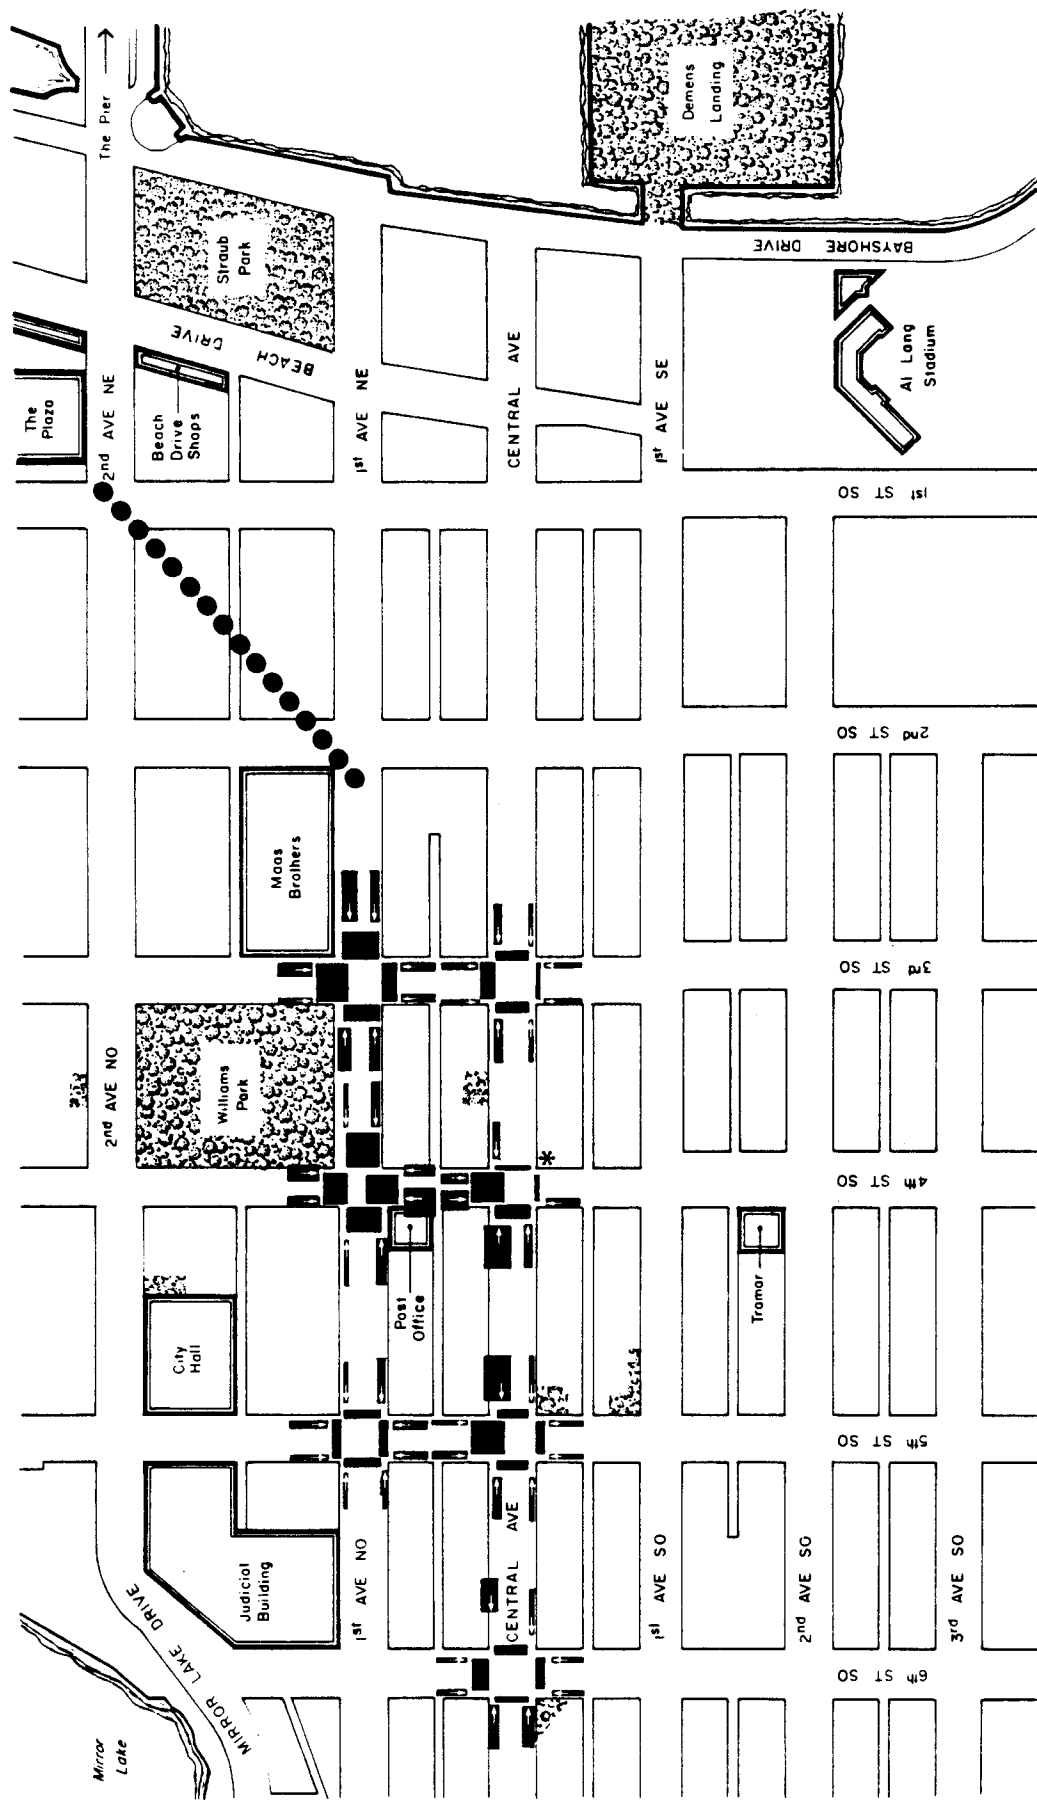 The Pier
Demens
Landing
Straub
Park
BAYSHORE
DRIVE
BEACH
DRIVE
The
Plaza
2nd AVE NE
Beach
Drive
Shops
1st AVE NE
CENTRAL AVE
1st AVE SE
Al Lang
Stadium
1st ST SO
2nd ST SO
Maas
Brothers
3rd ST SO
2nd AVE NO
Williams
Park
*
4th ST SO
City
Hall
Post
Office
Tramor
5th ST SO
Judicial
Building
1st AVE NO
CENTRAL AVE
1st AVE SO
2nd AVE SO
3rd AVE SO
6th ST SO
MIRROR LAKE DRIVE
Mirror
Lake